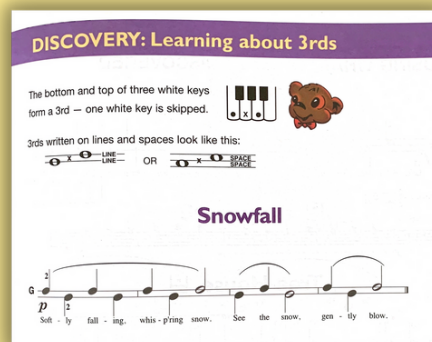 DISCOVERY: Learning about 3rds
The bottom and top of three white keys
form a 3rd — one white key is skipped.
x
3rds written on lines and spaces look like this:
x LINE
LINE
OR
x SPACE
SPACE
Snowfall
2
G
p 2
Soft - ly fall - ing, whis - p'ring snow. See the snow, gen - tly blow.